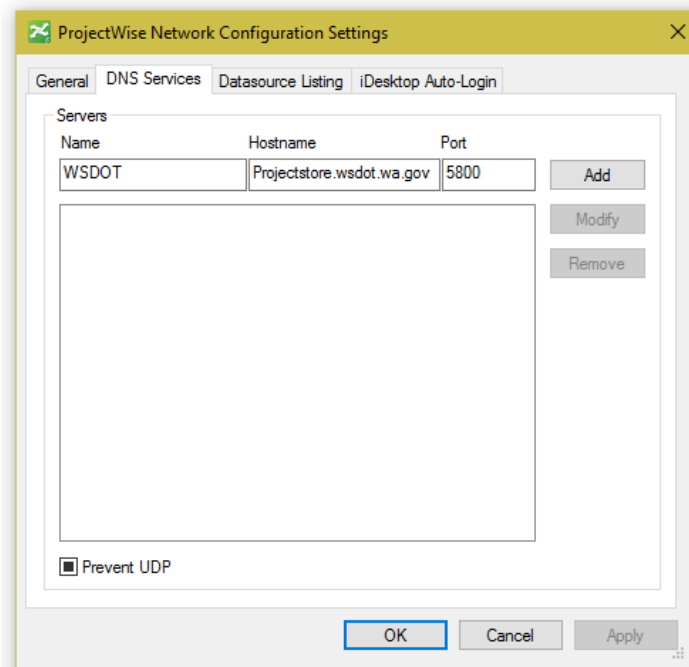 ProjectWise Network Configuration Settings
General DNS Services Datasource Listing iDesktop Auto-Login
Servers
Name Hostname Port
WSDOT Projectstore.wsdot.wa.gov 5800 Add
Modify
Remove
Prevent UDP
OK Cancel Apply